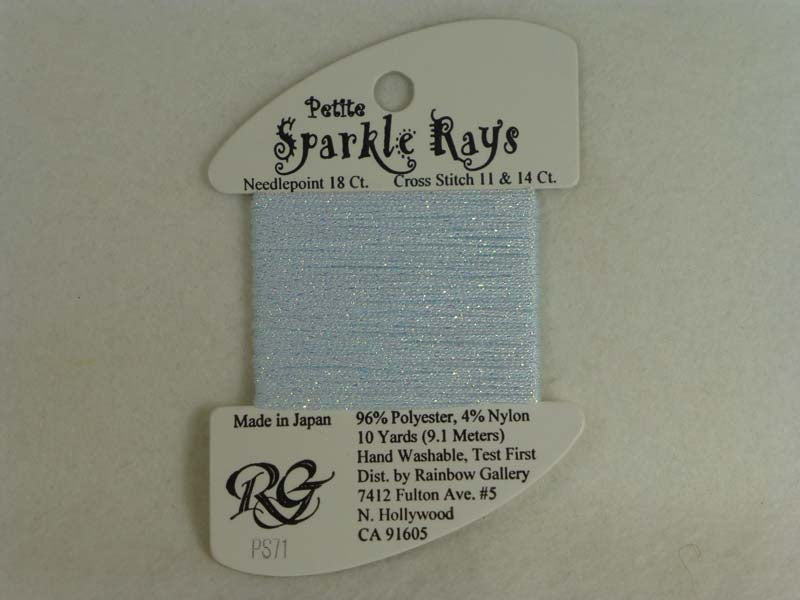 Petite
Sparkle Rays
Needlepoint 18 Ct. Cross Stitch 11 & 14 Ct.
Made in Japan
RG
PS71
96% Polyester, 4% Nylon
10 Yards (9.1 Meters)
Hand Washable, Test First
Dist. by Rainbow Gallery
7412 Fulton Ave. #5
N. Hollywood
CA 91605